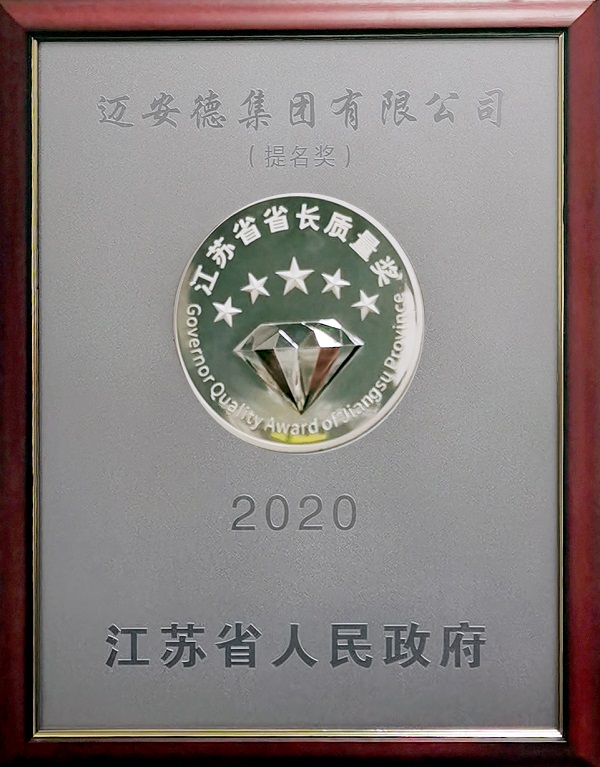 迈安德集团有限公司
(提名奖)
江苏省省长质量奖
Governor Quality Award of Jiangsu Province
2020
江苏省人民政府